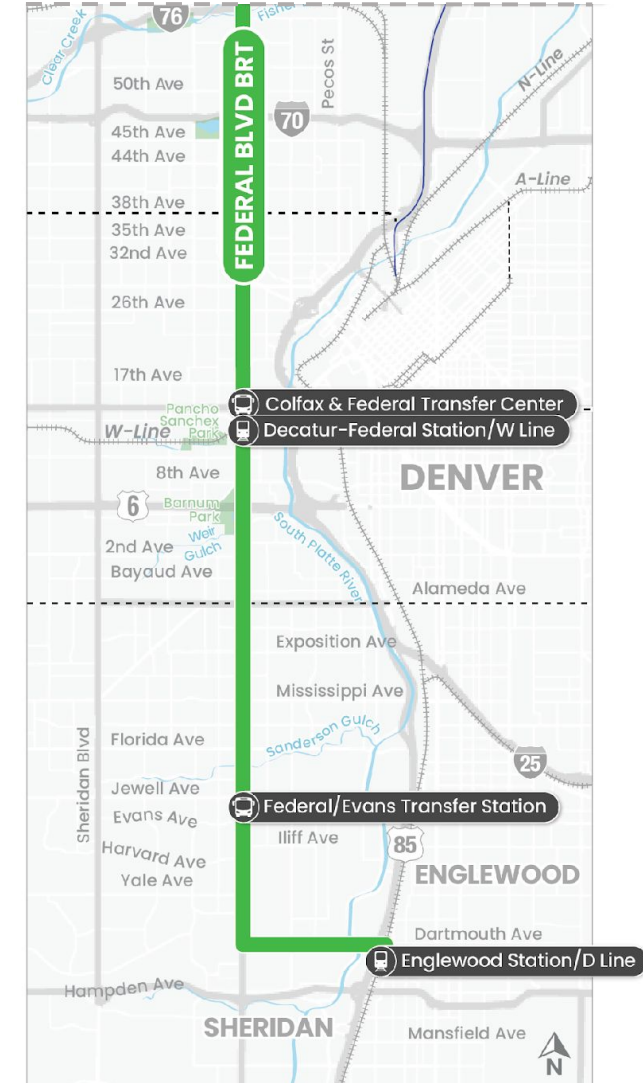 76
Fisher
Clear Creek
50th Ave
Pecos St
N-Line
FEDERAL BLVD BRT
70
45th Ave
44th Ave
A-Line
38th Ave
35th Ave
32nd Ave
26th Ave
17th Ave
Colfax & Federal Transfer Center
Pancho
Sanchex
Park
W-Line
Decatur-Federal Station/W Line
8th Ave
DENVER
6
Barnum
Park
2nd Ave
Weir
Gulch
South Platte River
Bayaud Ave
Alameda Ave
Exposition Ave
Mississippi Ave
Sanderson Gulch
Sheridan Blvd
Florida Ave
25
Jewell Ave
Federal/Evans Transfer Station
Evans Ave
Iliff Ave
85
Harvard Ave
Yale Ave
ENGLEWOOD
Dartmouth Ave
Englewood Station/D Line
Hampden Ave
SHERIDAN
Mansfield Ave
N